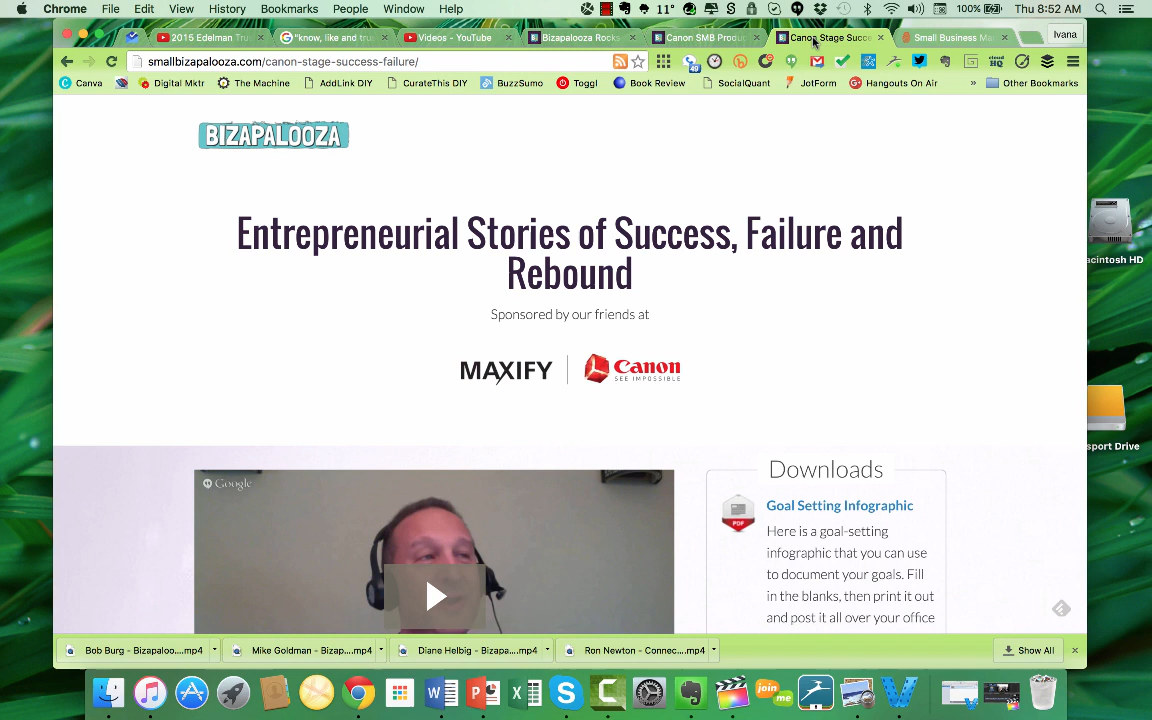 Chrome File Edit View History Bookmarks People Window Help 11° 100% Thu 8:52 AM
2015 Edelman Tru "know, like and trus Videos - YouTube Bizapalooza Rocks Canon SMB Produc Canon Stage Succe Small Business Ma Ivana
smallbizapalooza.com/canon-stage-success-failure/
Canva Digital Mktr The Machine AddLink DIY CurateThis DIY BuzzSumo Toggl Book Review SocialQuant JotForm Hangouts On Air » Other Bookmarks
BIZAPALOOZA
Entrepreneurial Stories of Success, Failure and
Rebound
Sponsored by our friends at
MAXIFY Canon
SEE IMPOSSIBLE
acintosh HD
sport Drive
Google
Downloads
PDF
Goal Setting Infographic
Here is a goal-setting
infographic that you can use
to document your goals. Fill
in the blanks, then print it out
and post it all over your office
Bob Burg - Bizapaloo....mp4 Mike Goldman - Bizap....mp4 Diane Helbig - Bizapa....mp4 Ron Newton - Connec....mp4 Show All
join me